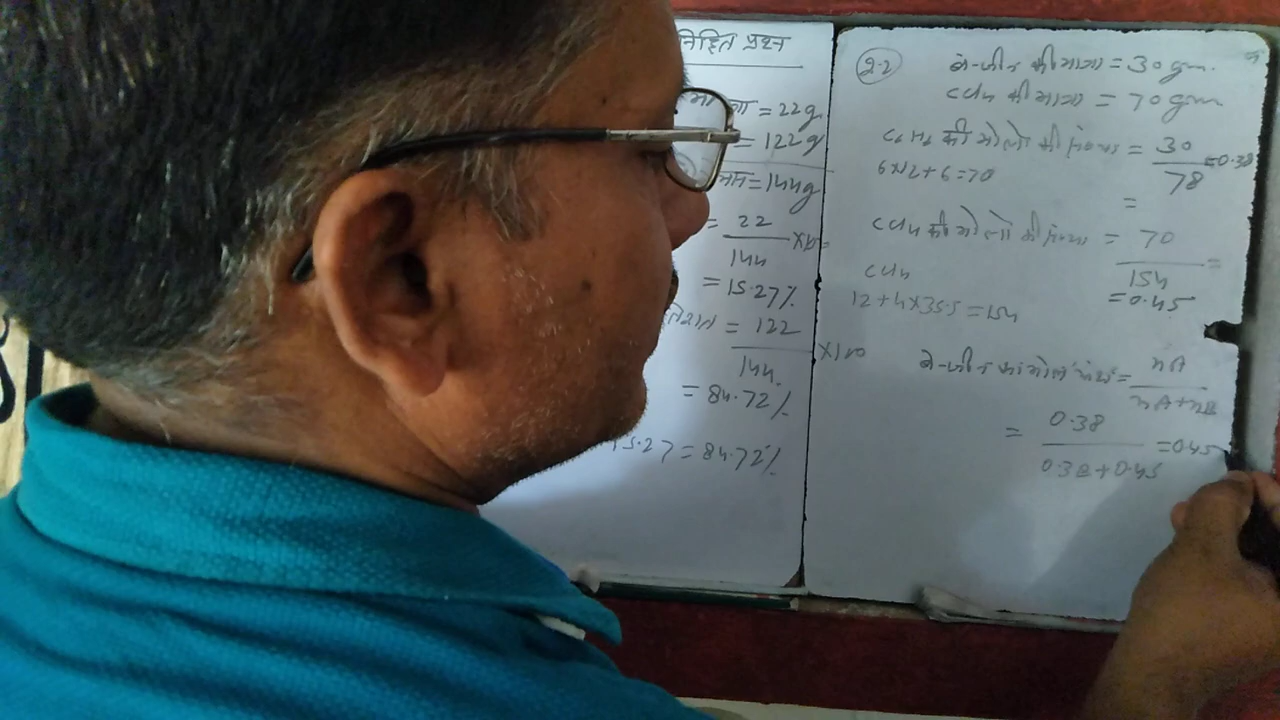 निहित प्रश्न
= 22g
= 122g
= 144g
= 22/144 ×100
= 15.27%
= 122/144 ×100
= 84.72%
15.27 = 84.72%
2.2
बेन्जीन की मात्रा = 30 gm.
CCl4 की मात्रा = 70 gm
C6H6 की मोलो की संख्या = 30/78 = 0.38
6×12+6=70
=
CCl4 की मोलो की संख्या = 70/154 =
CCl4
= 0.45
12+4×35.5=154
बेन्जीन का मोल अंश = nA/nA+nB
= 0.38/0.38+0.45 = 0.45